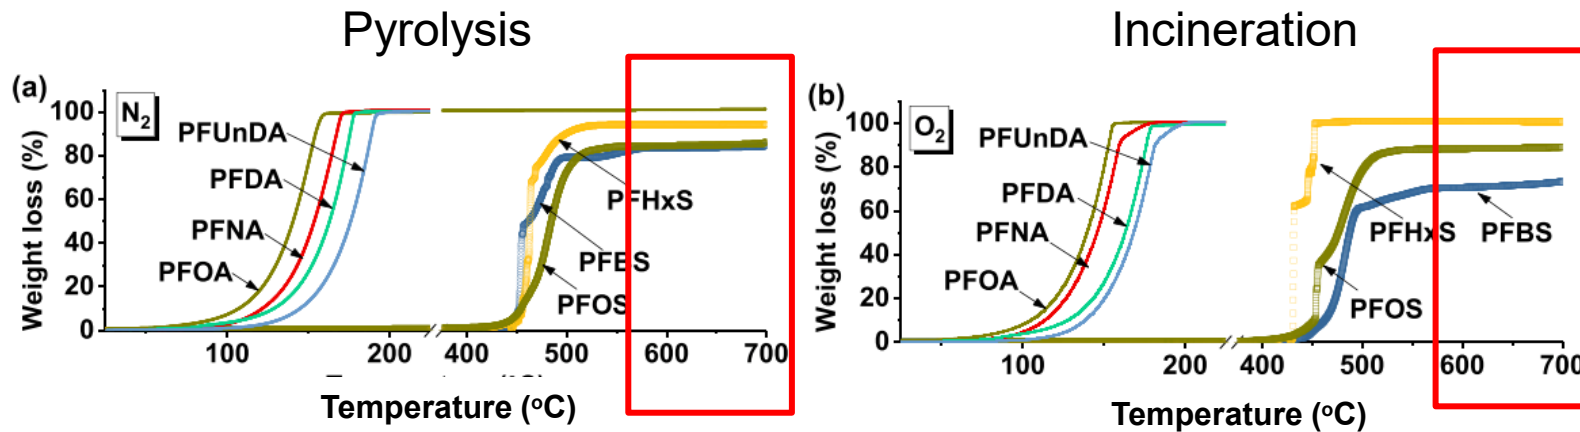 Pyrolysis
Incineration
(a)
N2
Weight loss (%)
100
80
60
40
20
0
PFUnDA
PFDA
PFNA
PFOA
PFHxS
PFBS
PFOS
100 200 400 500 600 700
Temperature (oC)
(b)
O2
Weight loss (%)
100
80
60
40
20
0
PFUnDA
PFDA
PFNA
PFOA
PFHxS
PFBS
PFOS
100 200 400 500 600 700
Temperature (oC)